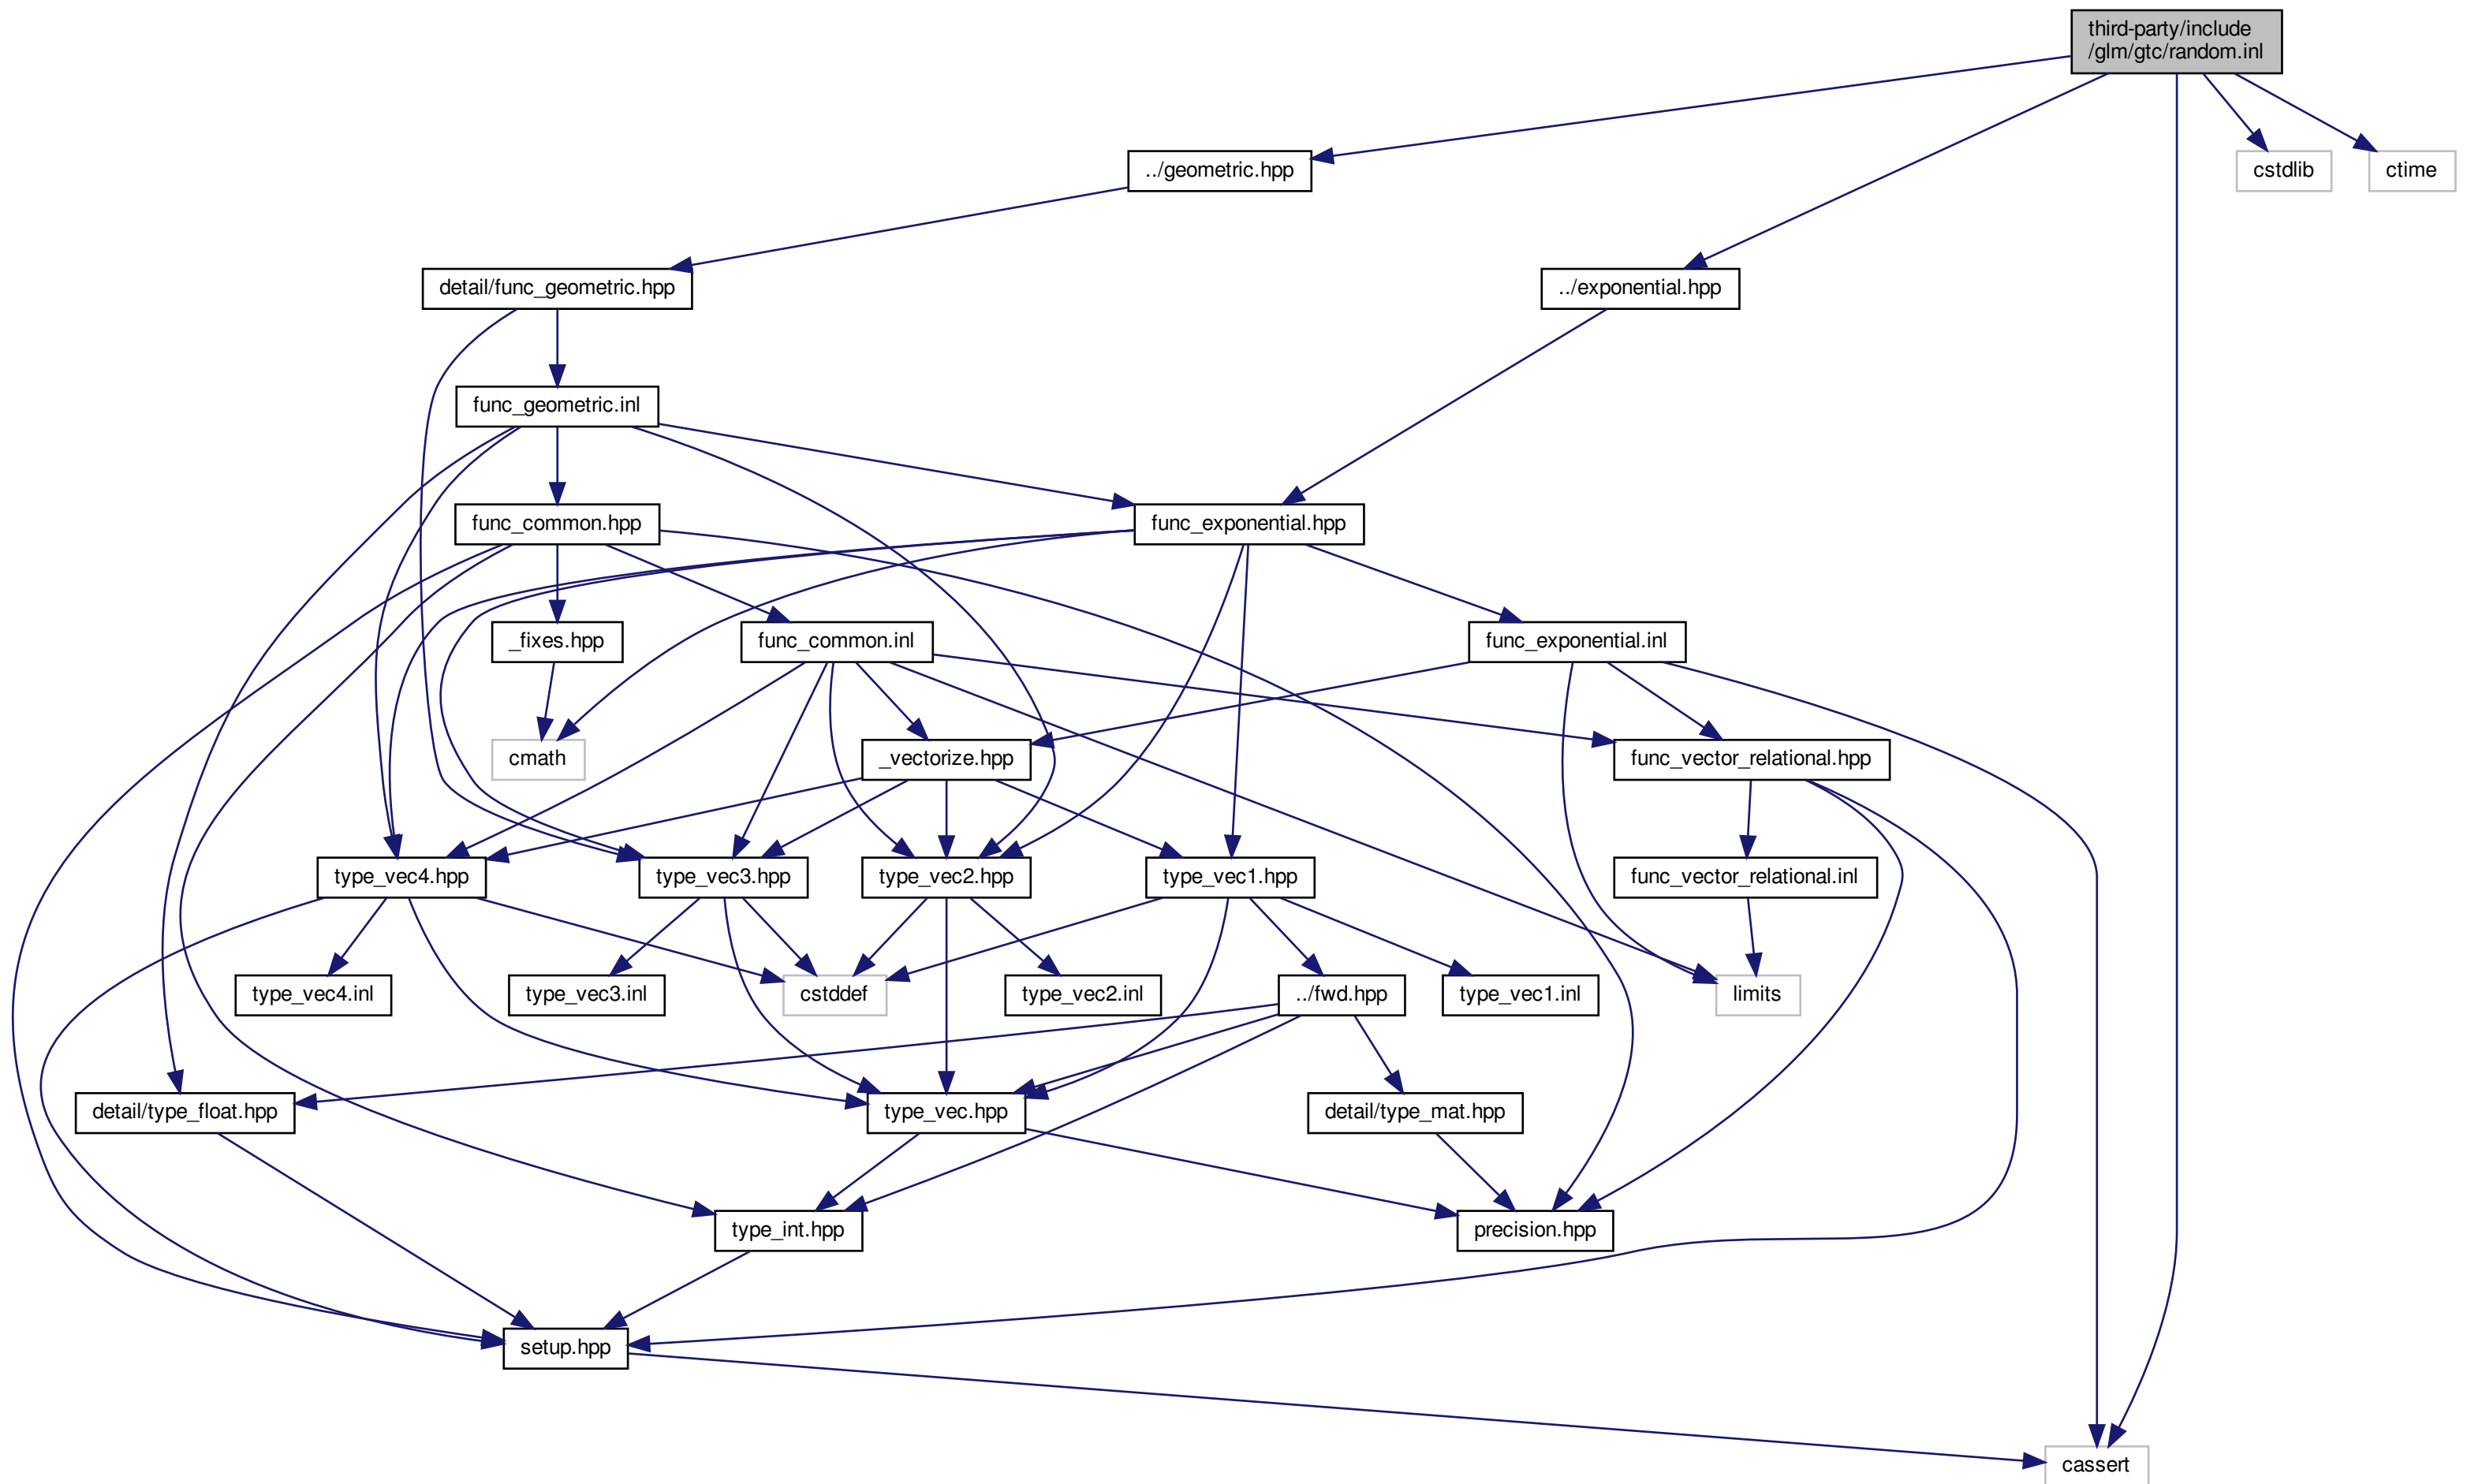 third-party/include
/glm/gtc/random.inl
../geometric.hpp
cstdlib
ctime
detail/func_geometric.hpp
../exponential.hpp
func_geometric.inl
func_common.hpp
func_exponential.hpp
_fixes.hpp
func_common.inl
func_exponential.inl
cmath
_vectorize.hpp
func_vector_relational.hpp
type_vec4.hpp
type_vec3.hpp
type_vec2.hpp
type_vec1.hpp
func_vector_relational.inl
type_vec4.inl
type_vec3.inl
cstddef
type_vec2.inl
../fwd.hpp
type_vec1.inl
limits
detail/type_float.hpp
type_vec.hpp
detail/type_mat.hpp
type_int.hpp
precision.hpp
setup.hpp
cassert